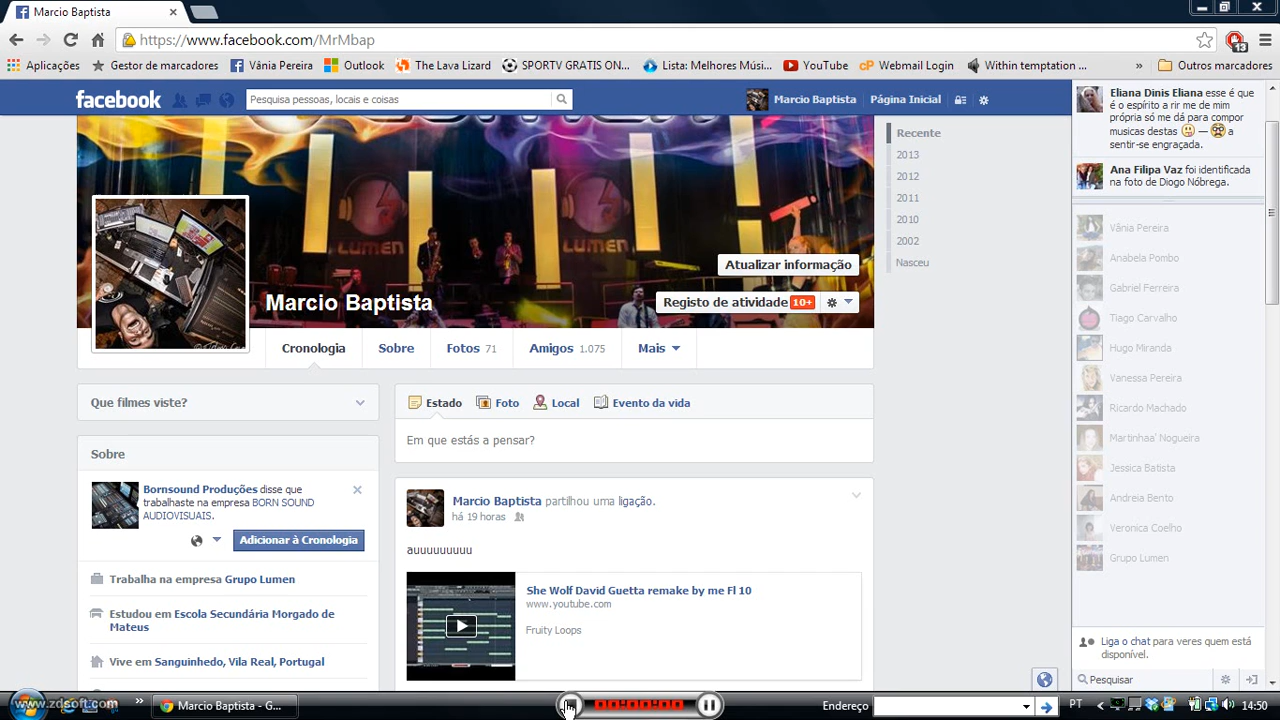 Marcio Baptista
https://www.facebook.com/MrMbap
13
Aplicações
Gestor de marcadores
Vânia Pereira
Outlook
The Lava Lizard
SPORTV GRATIS ON...
Lista: Melhores Músi...
YouTube
Webmail Login
Within temptation ...
»
Outros marcadores
facebook
Pesquisa pessoas, locais e coisas
Marcio Baptista
Página Inicial
LUMEN
LUMEN
Atualizar informação
Marcio Baptista
Registo de atividade 10+
Cronologia
Sobre
Fotos 71
Amigos 1.075
Mais
Recente
2013
2012
2011
2010
2002
Nasceu
Que filmes viste?
Sobre
Bornsound Produções disse que
trabalhaste na empresa BORN SOUND
AUDIOVISUAIS.
Adicionar à Cronologia
Trabalha na empresa Grupo Lumen
Estudou em Escola Secundária Morgado de
Mateus
Vive em Sanguinhedo, Vila Real, Portugal
Estado
Foto
Local
Evento da vida
Em que estás a pensar?
Marcio Baptista partilhou uma ligação.
há 19 horas
auuuuuuuuu
She Wolf David Guetta remake by me Fl 10
www.youtube.com
Fruity Loops
Eliana Dinis Eliana esse é que
é o espírito a rir me de mim
própria só me dá para compor
musicas destas — a
sentir-se engraçada.
Ana Filipa Vaz foi identificada
na foto de Diogo Nóbrega.
Vânia Pereira
Anabela Pombo
Gabriel Ferreira
Tiago Carvalho
Hugo Miranda
Vanessa Pereira
Ricardo Machado
Martinhaa' Nogueira
Jessica Batista
Andreia Bento
Veronica Coelho
Grupo Lumen
Liga o chat para veres quem está
disponível.
Pesquisar
www.zdsoft.com
»
Marcio Baptista - G...
00:00:00
Endereço
PT
14:50